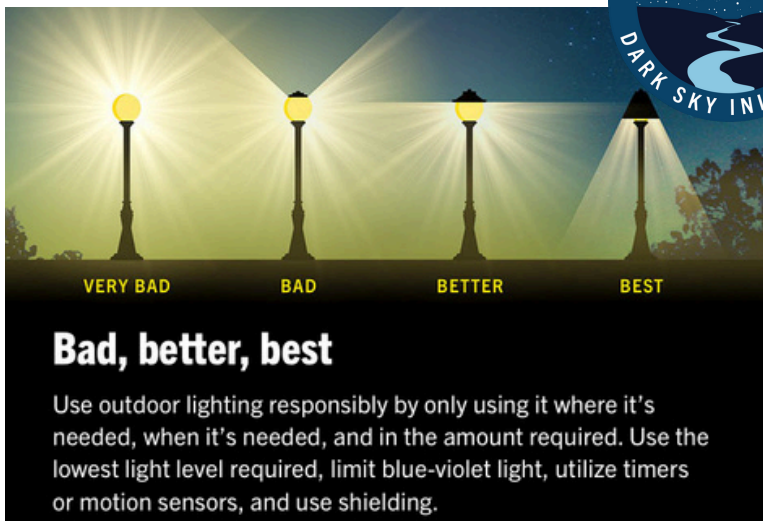 DARK SKY
VERY BAD
BAD
BETTER
BEST
Bad, better, best
Use outdoor lighting responsibly by only using it where it's
needed, when it's needed, and in the amount required. Use the
lowest light level required, limit blue-violet light, utilize timers
or motion sensors, and use shielding.